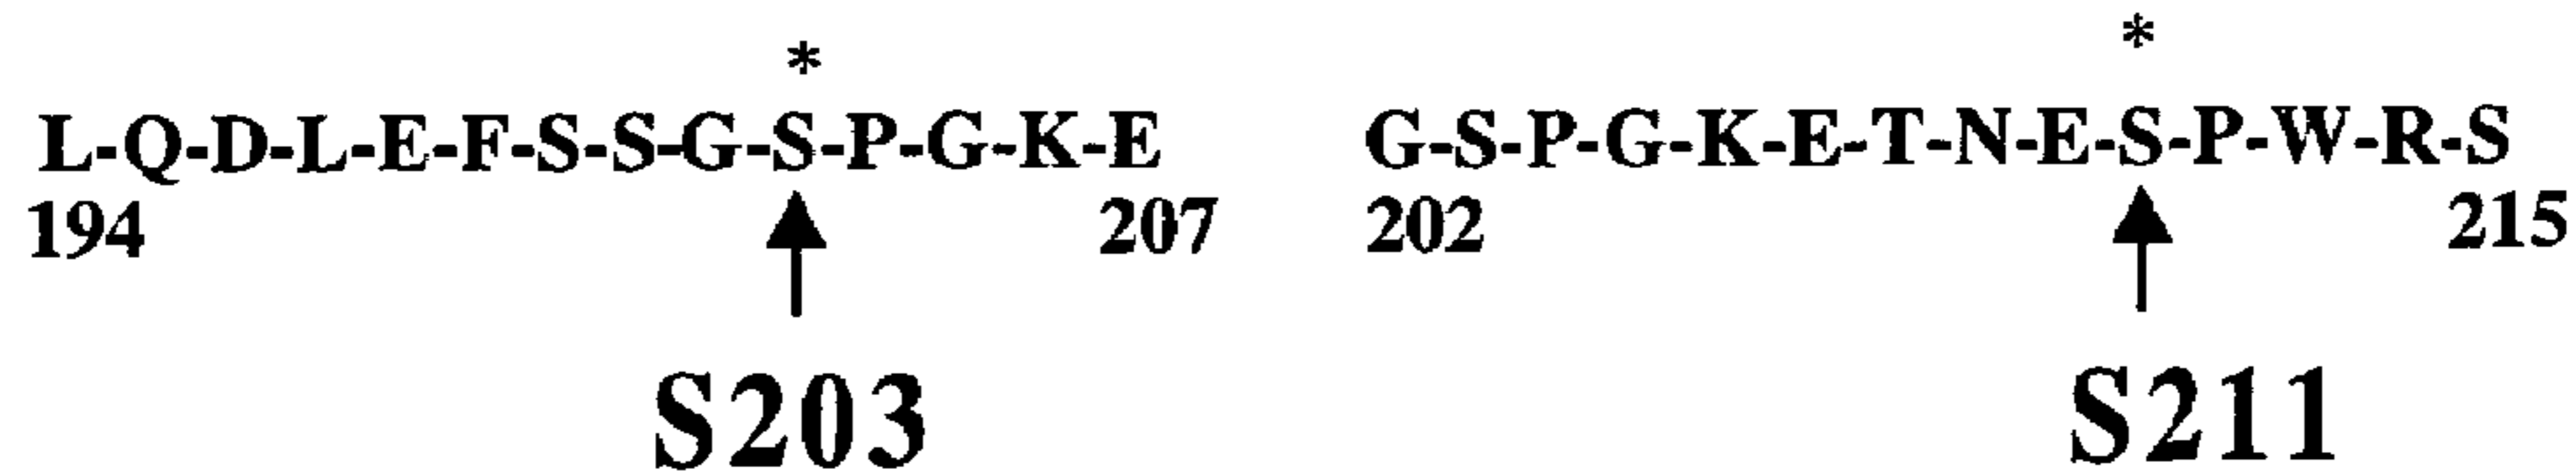 * *
L-Q-D-L-E-F-S-S-G-S-P-G-K-E G-S-P-G-K-E-T-N-E-S-P-W-R-S
194 207 202 215
S203 S211